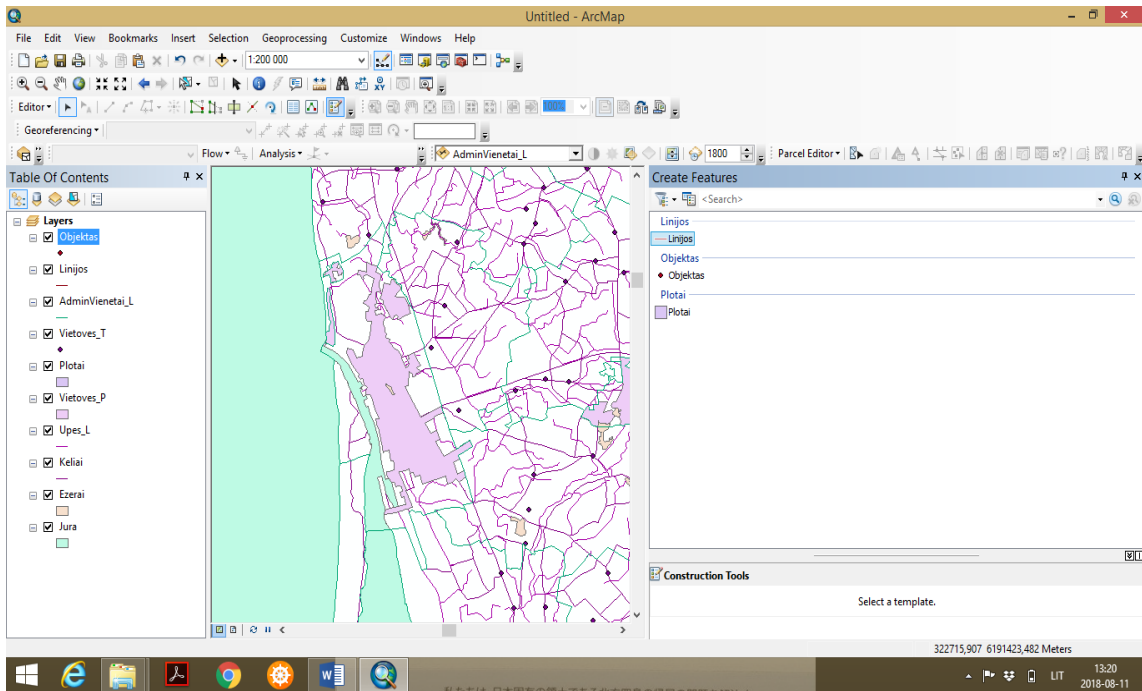 Untitled - ArcMap
File Edit View Bookmarks Insert Selection Geoprocessing Customize Windows Help
1:200 000
Editor 100%
Georeferencing
Flow Analysis AdminVienetai_L 1800 Parcel Editor
Table Of Contents
Layers
Objektas
Linijos
AdminVienetai_L
Vietoves_T
Plotai
Vietoves_P
Upes_L
Keliai
Ezerai
Jura
Create Features
<Search>
Linijos
Linijos
Objektas
Objektas
Plotai
Plotai
Construction Tools
Select a template.
322715,907 6191423,482 Meters
LIT
13:20
2018-08-11